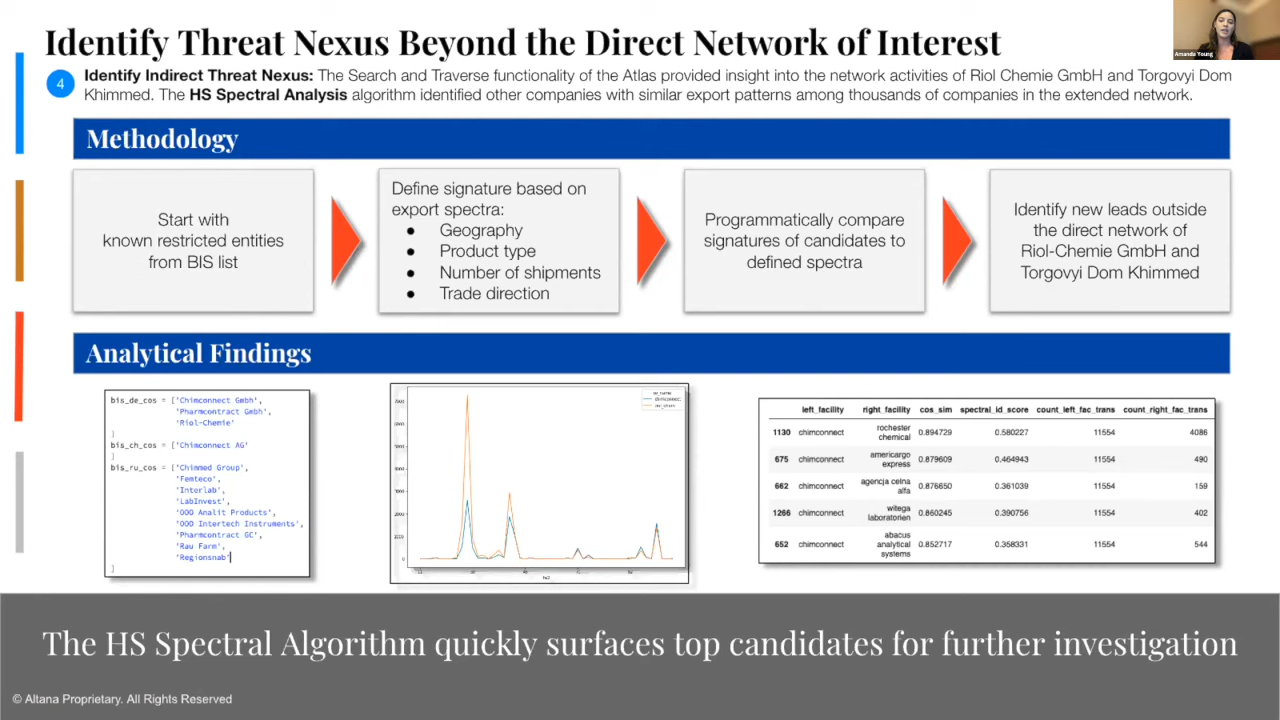 Identify Threat Nexus Beyond the Direct Network of Interest
Amanda Young
4
Identify Indirect Threat Nexus: The Search and Traverse functionality of the Atlas provided insight into the network activities of Riol Chemie GmbH and Torgovyi Dom
Khimmed. The HS Spectral Analysis algorithm identified other companies with similar export patterns among thousands of companies in the extended network.
Methodology
Start with
known restricted entities
from BIS list
Define signature based on
export spectra:
● Geography
● Product type
● Number of shipments
● Trade direction
Programmatically compare
signatures of candidates to
defined spectra
Identify new leads outside
the direct network of
Riol-Chemie GmbH and
Torgovyi Dom Khimmed
Analytical Findings
bis_de_cos = ['Chimconnect Gmbh',
'Pharmcontract Gmbh',
'Riol-Chemie'
]
bis_ch_cos = ['Chimconnect AG'
]
bis_ru_cos = ['Chimmed Group',
'Femteco',
'Interlab',
'LabInvest',
'OOO Analit Products',
'OOO Intertech Instruments',
'Pharmcontract GC',
'Rau Farm',
'Regionsnab'
]
left_facility right_facility cos_sim spectral_id_score count_left_fac_trans count_right_fac_trans
1130 chimconnect rochester chemical 0.894729 0.580227 11554 4086
675 chimconnect americargo express 0.879609 0.464943 11554 490
662 chimconnect agencja celna alfa 0.876650 0.361039 11554 159
1266 chimconnect witega laboratorien 0.860245 0.390756 11554 402
652 chimconnect abacus analytical systems 0.852717 0.358331 11554 544
The HS Spectral Algorithm quickly surfaces top candidates for further investigation
© Altana Proprietary. All Rights Reserved